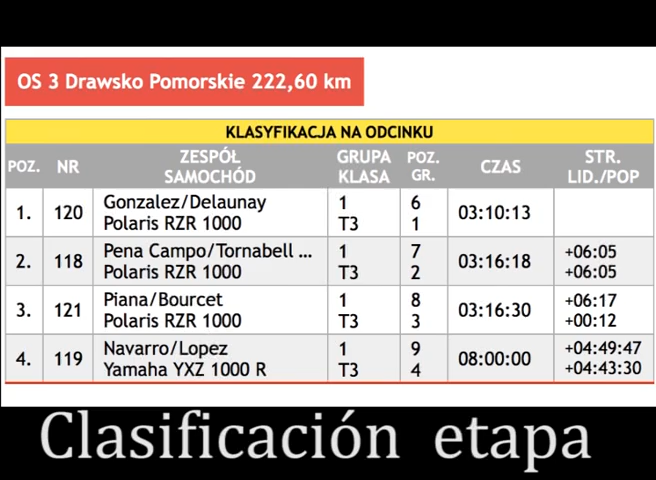 OS 3 Drawsko Pomorskie 222,60 km
KLASYFIKACJA NA ODCINKU
POZ. NR ZESPÓŁ SAMOCHÓD GRUPA KLASA POZ. GR. CZAS STR. LID./POP
1. 120 Gonzalez/Delaunay 1 6 03:10:13
Polaris RZR 1000 T3 1
2. 118 Pena Campo/Tornabell ... 1 7 03:16:18 +06:05
Polaris RZR 1000 T3 2 +06:05
3. 121 Piana/Bourcet 1 8 03:16:30 +06:17
Polaris RZR 1000 T3 3 +00:12
4. 119 Navarro/Lopez 1 9 08:00:00 +04:49:47
Yamaha YXZ 1000 R T3 4 +04:43:30
Clasificación etapa